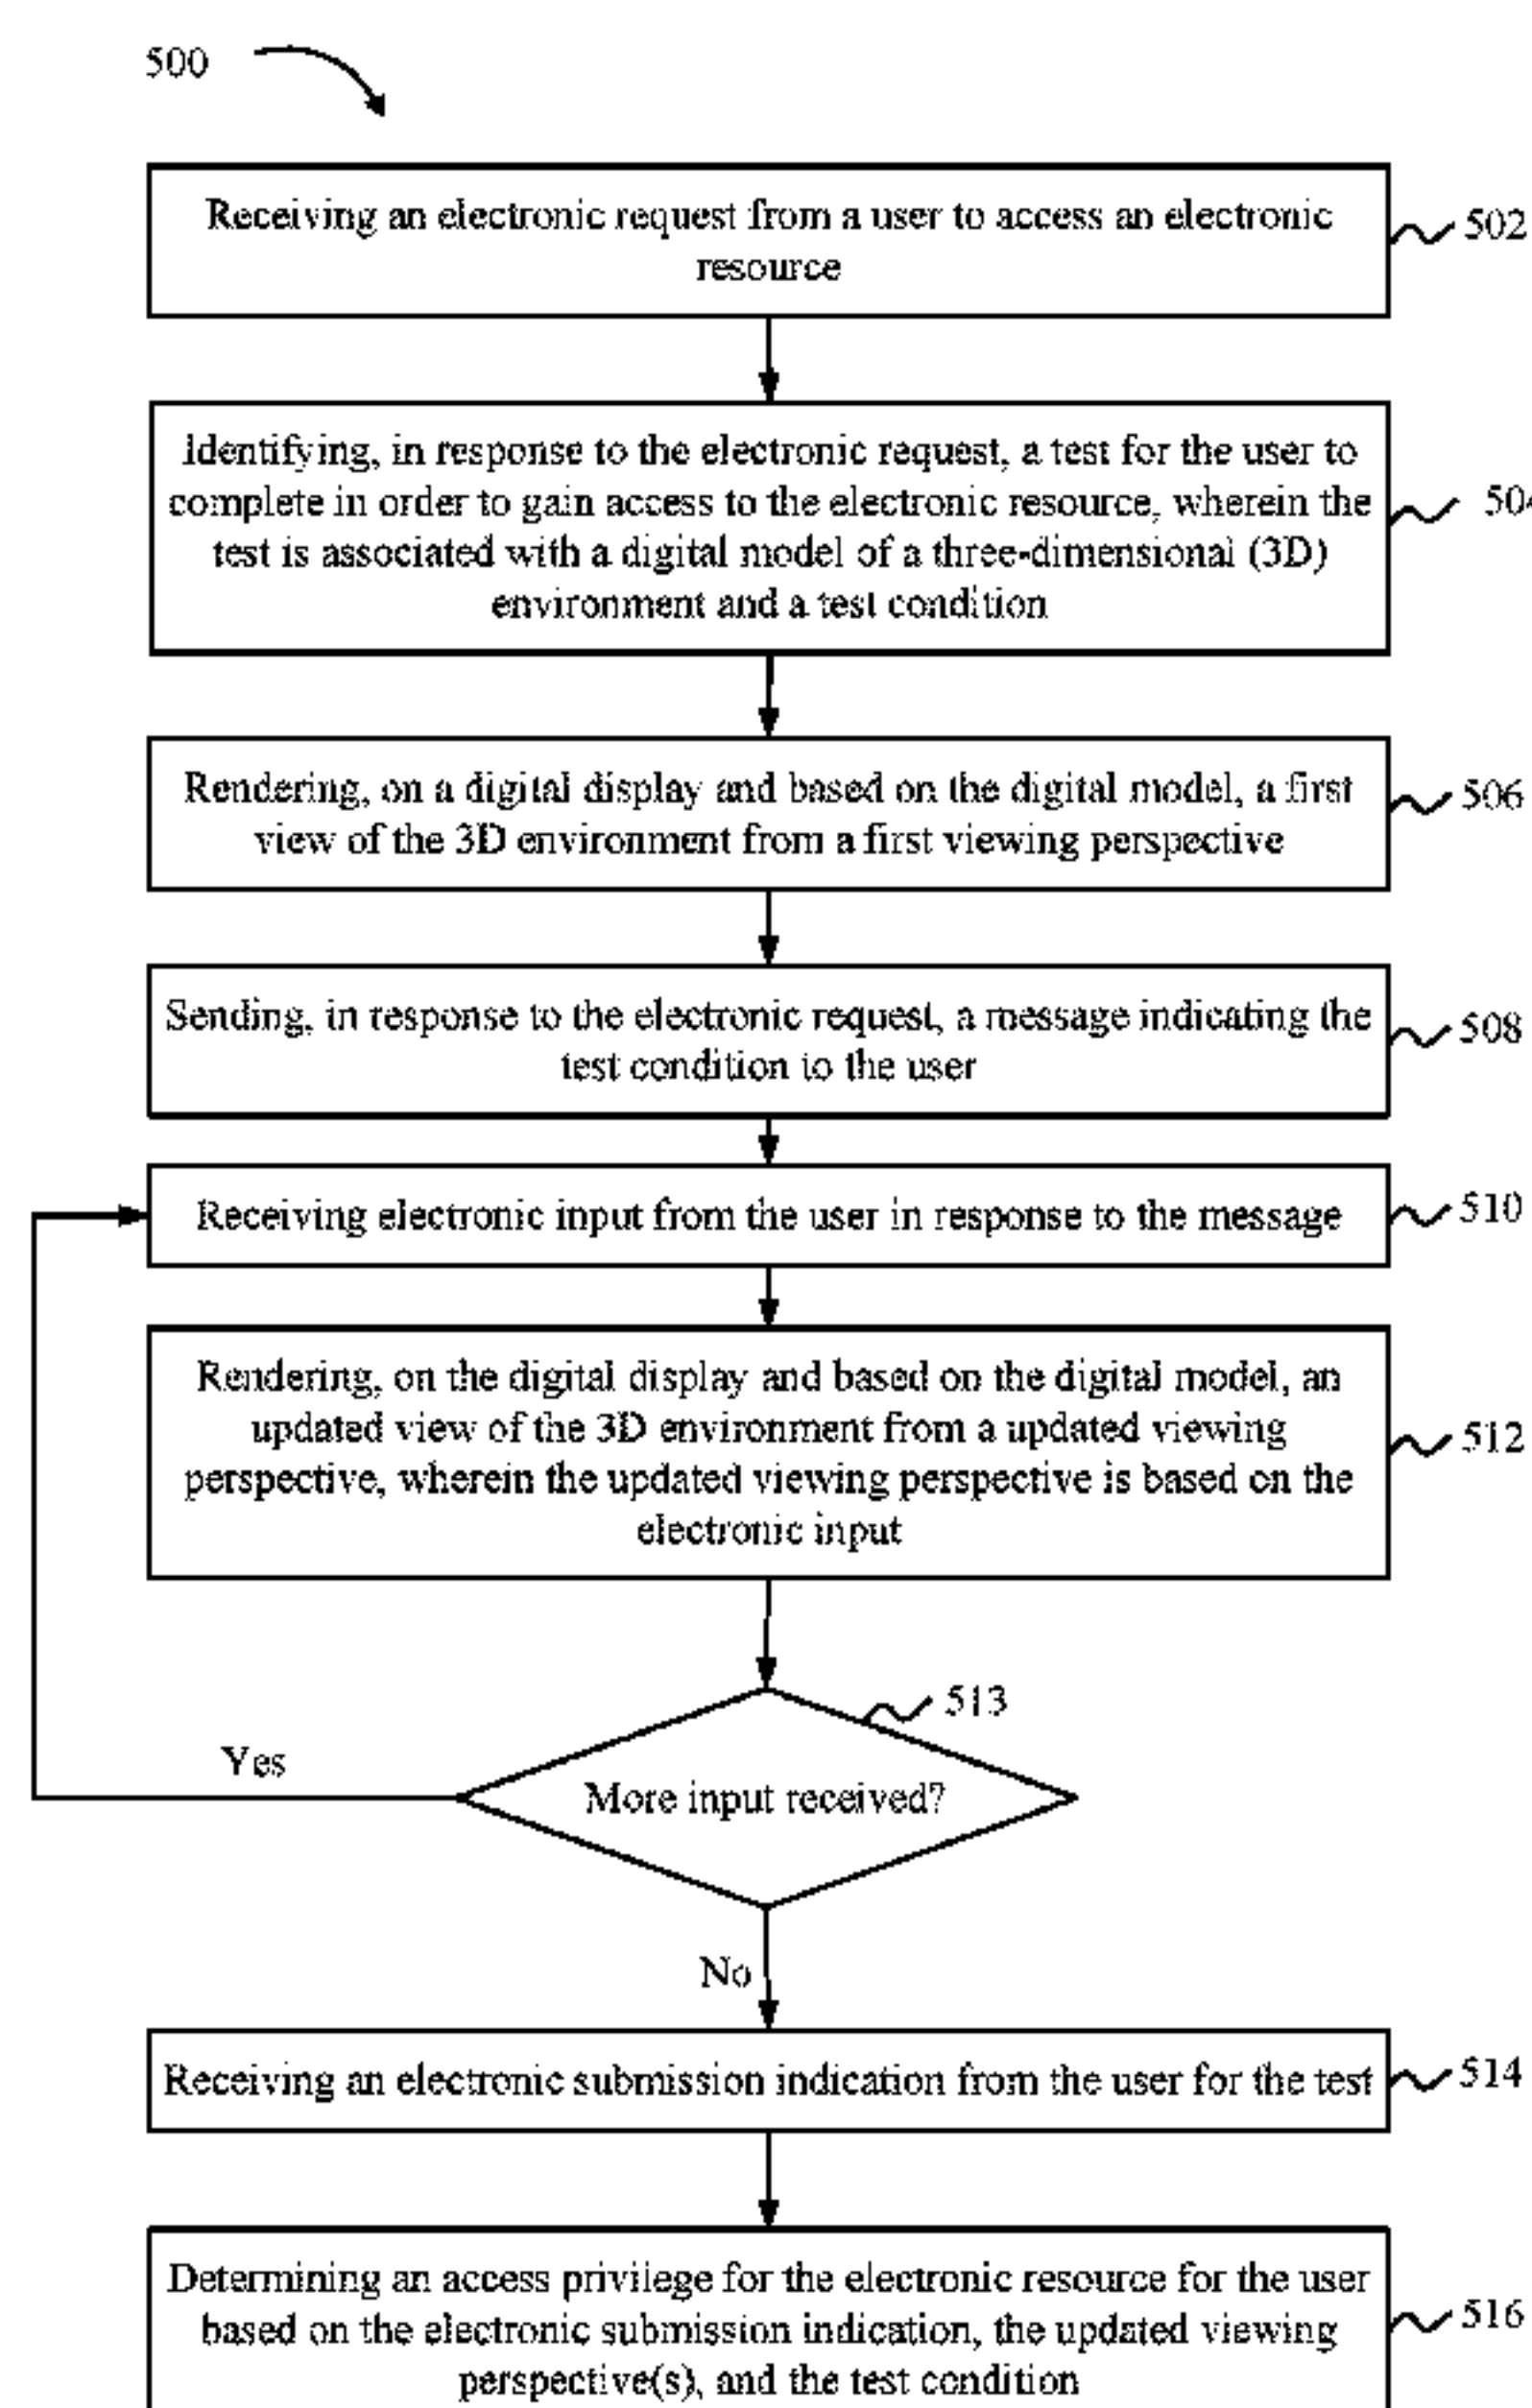 500
Receiving an electronic request from a user to access an electronic
resource
502
Identifying, in response to the electronic request, a test for the user to
complete in order to gain access to the electronic resource, wherein the
test is associated with a digital model of a three-dimensional (3D)
environment and a test condition
504
Rendering, on a digital display and based on the digital model, a first
view of the 3D environment from a first viewing perspective
506
Sending, in response to the electronic request, a message indicating the
test condition to the user
508
Receiving electronic input from the user in response to the message
510
Rendering, on the digital display and based on the digital model, an
updated view of the 3D environment from a updated viewing
perspective, wherein the updated viewing perspective is based on the
electronic input
512
513
Yes
More input received?
No
Receiving an electronic submission indication from the user for the test
514
Determining an access privilege for the electronic resource for the user
based on the electronic submission indication, the updated viewing
perspective(s), and the test condition
516